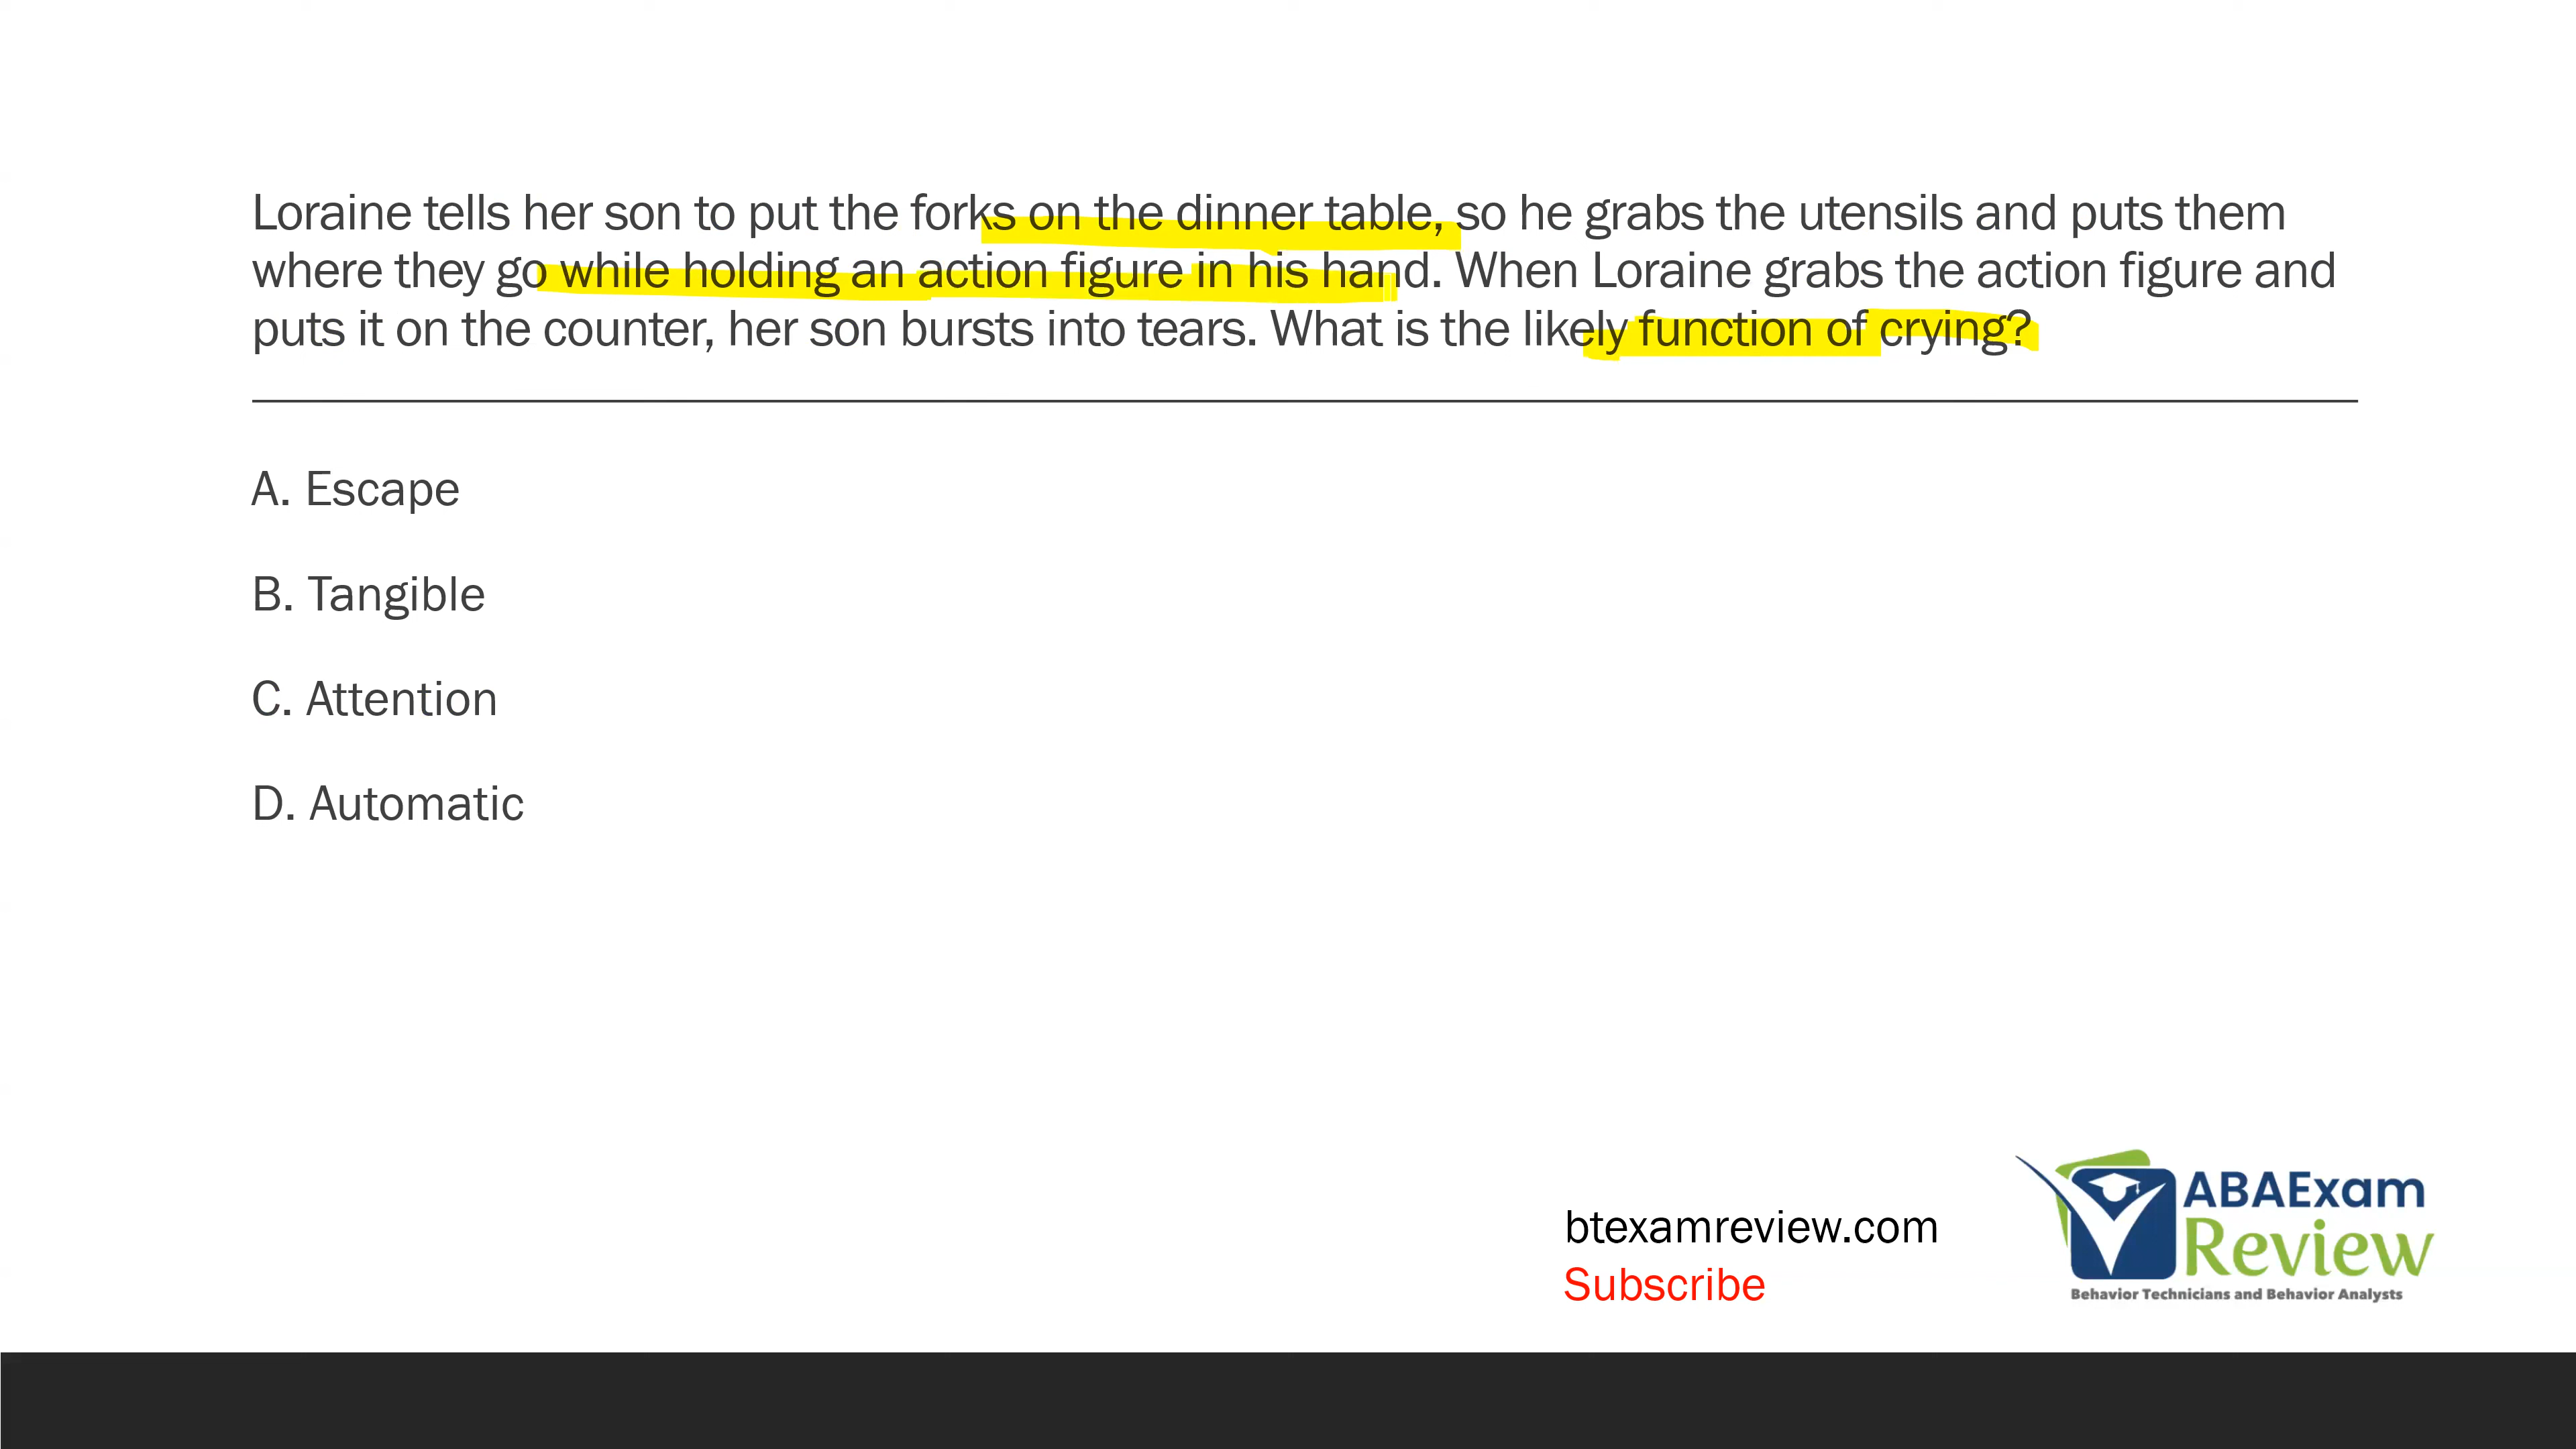 Loraine tells her son to put the forks on the dinner table, so he grabs the utensils and puts them
where they go while holding an action figure in his hand. When Loraine grabs the action figure and
puts it on the counter, her son bursts into tears. What is the likely function of crying?
A. Escape
B. Tangible
C. Attention
D. Automatic
btexamreview.com
Subscribe
ABAExam
Review
Behavior Technicians and Behavior Analysts